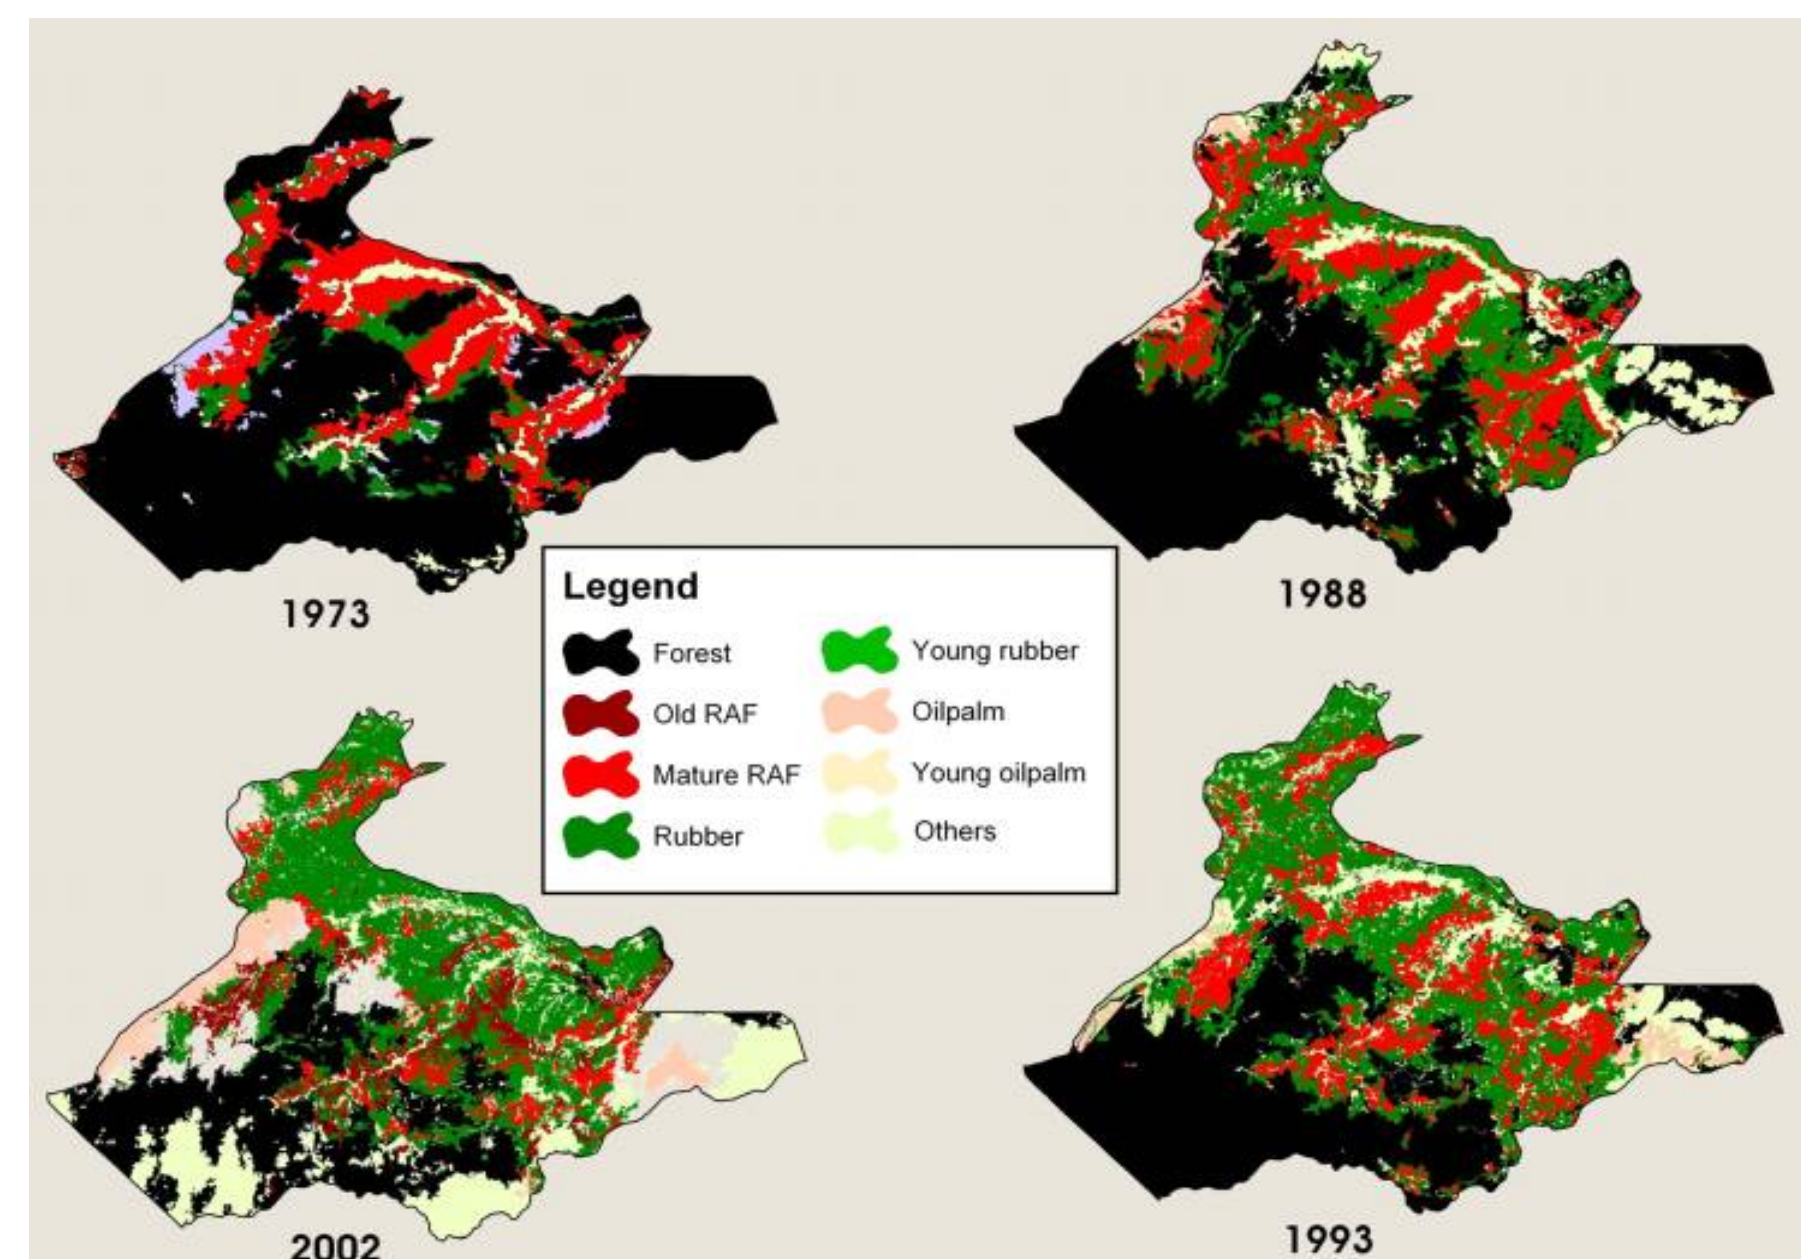 1973
1988
Legend
Forest
Young rubber
Old RAF
Oilpalm
Mature RAF
Young oilpalm
Rubber
Others
2002
1993